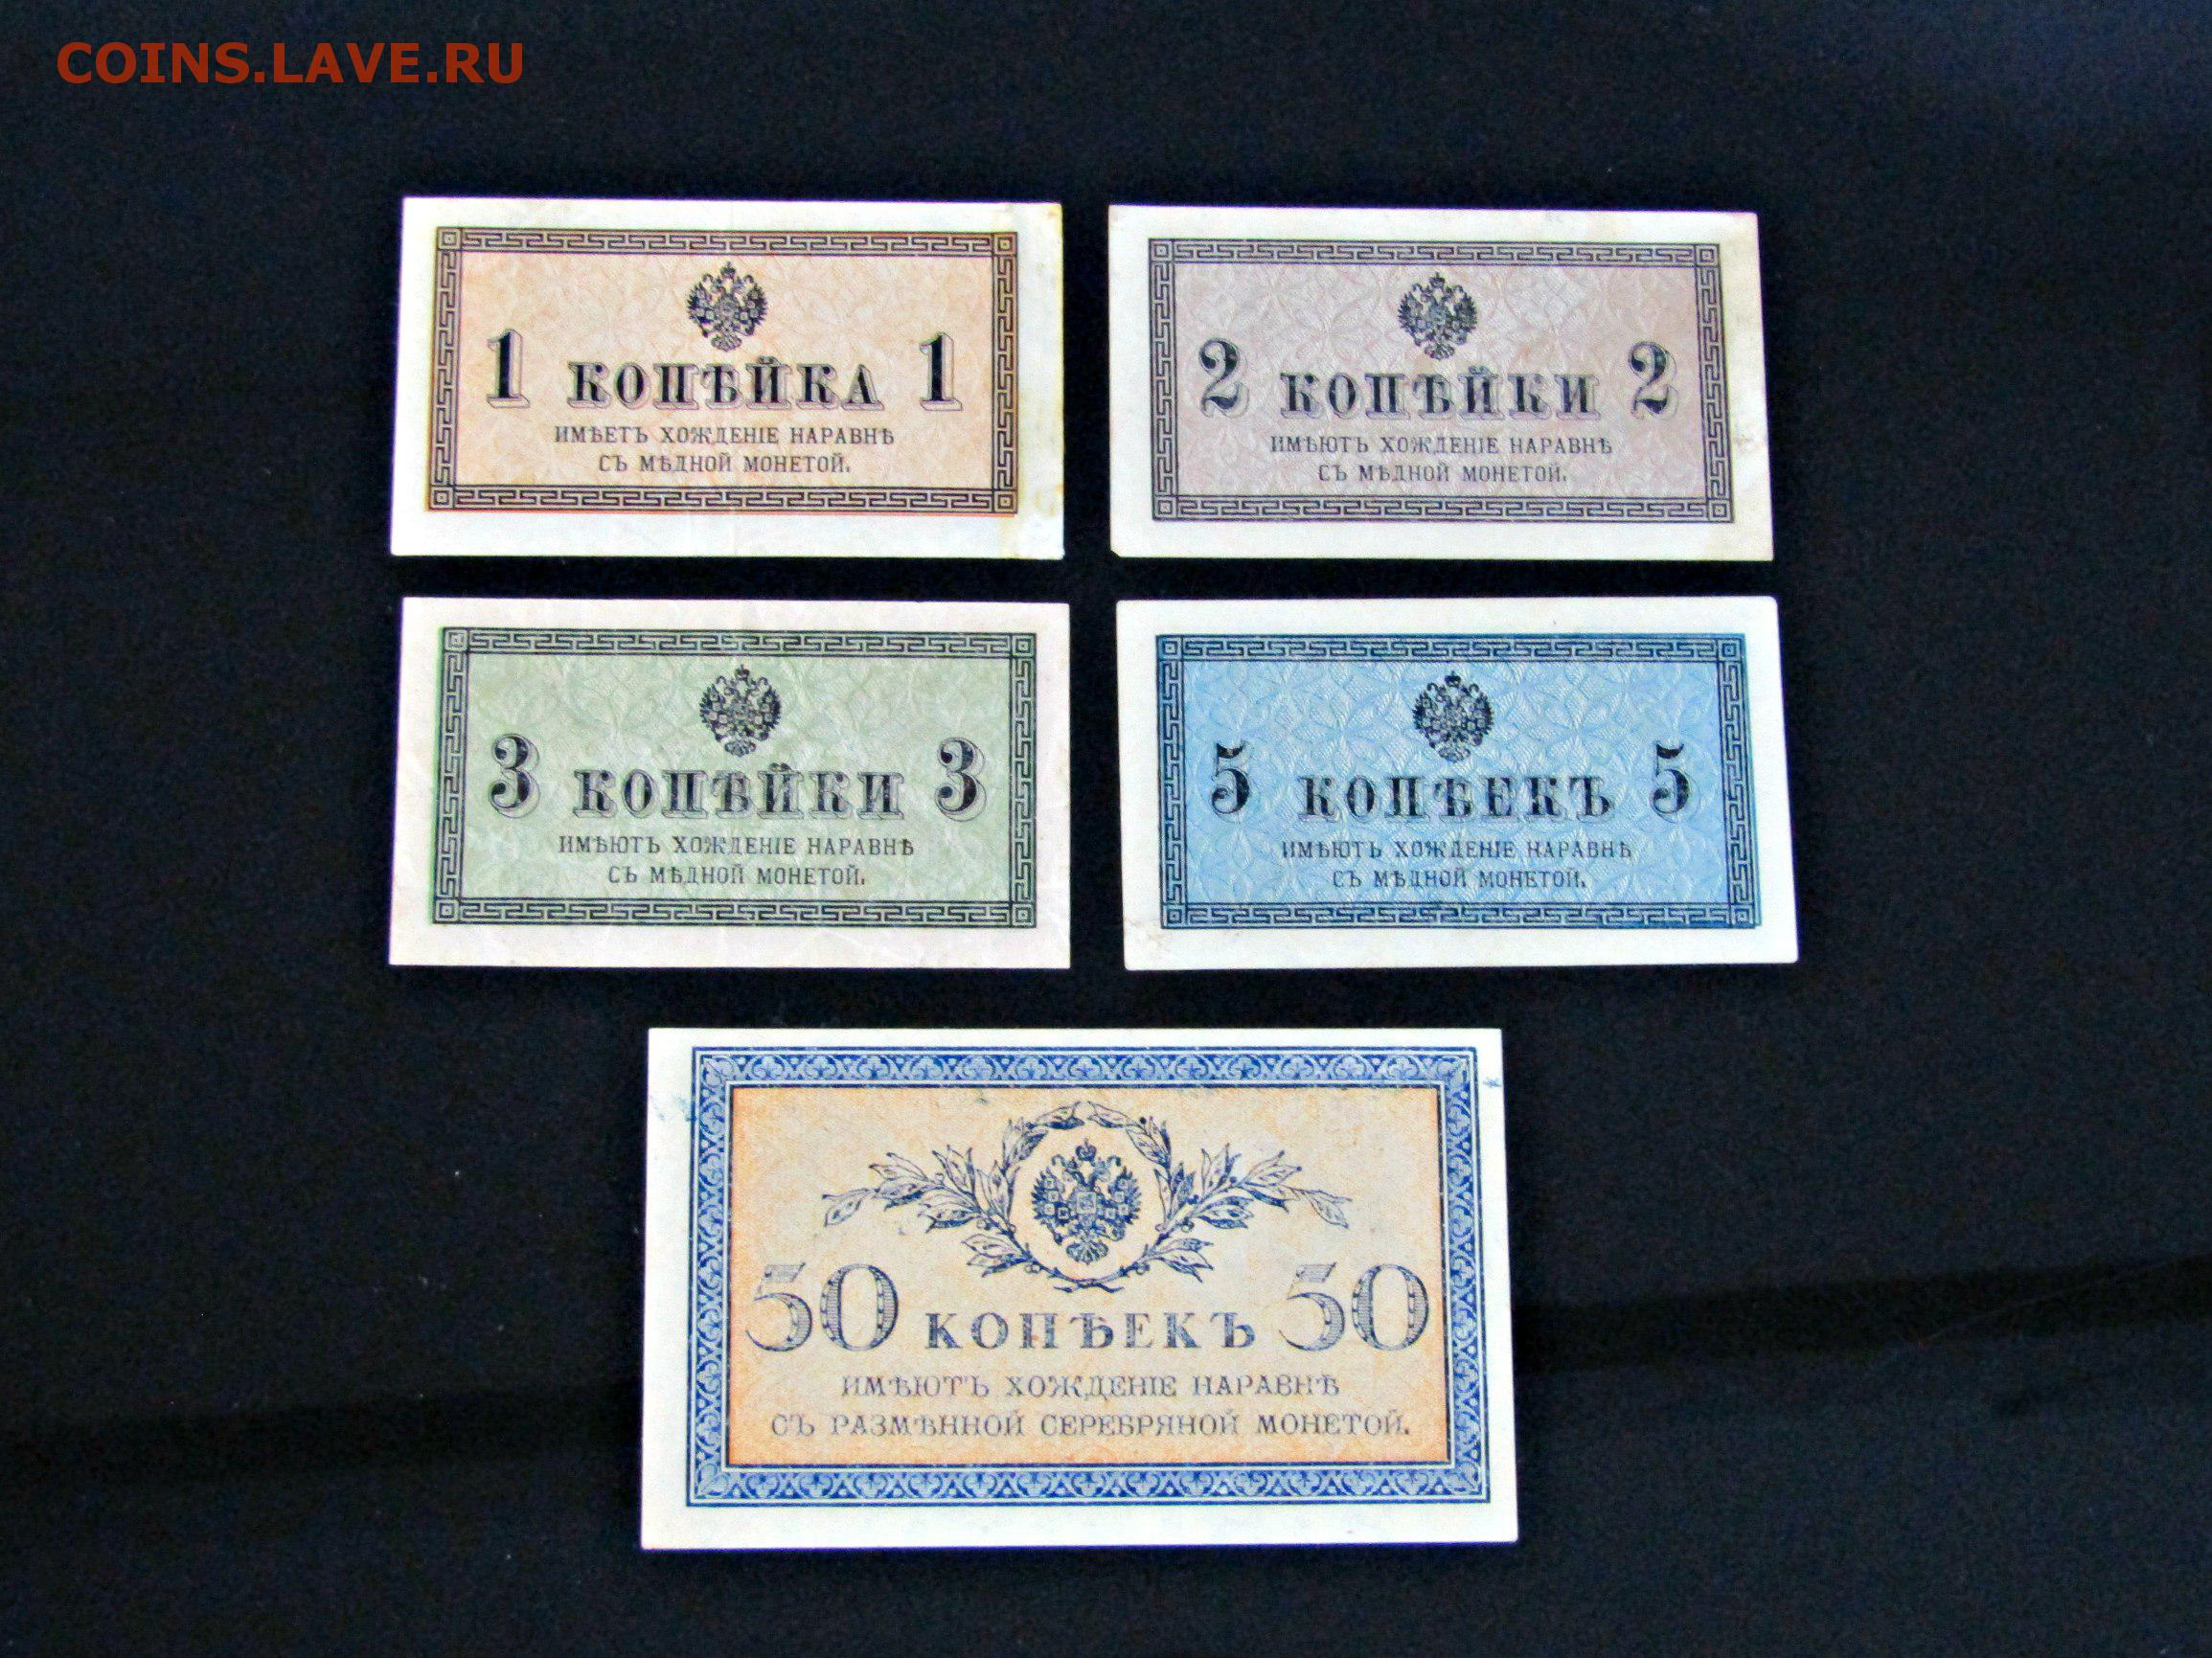 COINS.LAVE.RU
1 КОПѢЙКА 1
ИМѢЕТЪ ХОЖДЕНІЕ НАРАВНѢ
СЪ МѢДНОЙ МОНЕТОЙ.
2 КОПѢЙКИ 2
ИМѢЮТЪ ХОЖДЕНІЕ НАРАВНѢ
СЪ МѢДНОЙ МОНЕТОЙ.
3 КОПѢЙКИ 3
ИМѢЮТЪ ХОЖДЕНІЕ НАРАВНѢ
СЪ МѢДНОЙ МОНЕТОЙ.
5 КОПѢЕКЪ 5
ИМѢЮТЪ ХОЖДЕНІЕ НАРАВНѢ
СЪ МѢДНОЙ МОНЕТОЙ.
50 КОПѢЕКЪ 50
ИМѢЮТЪ ХОЖДЕНІЕ НАРАВНѢ
СЪ РАЗМѢННОЙ СЕРЕБРЯНОЙ МОНЕТОЙ.